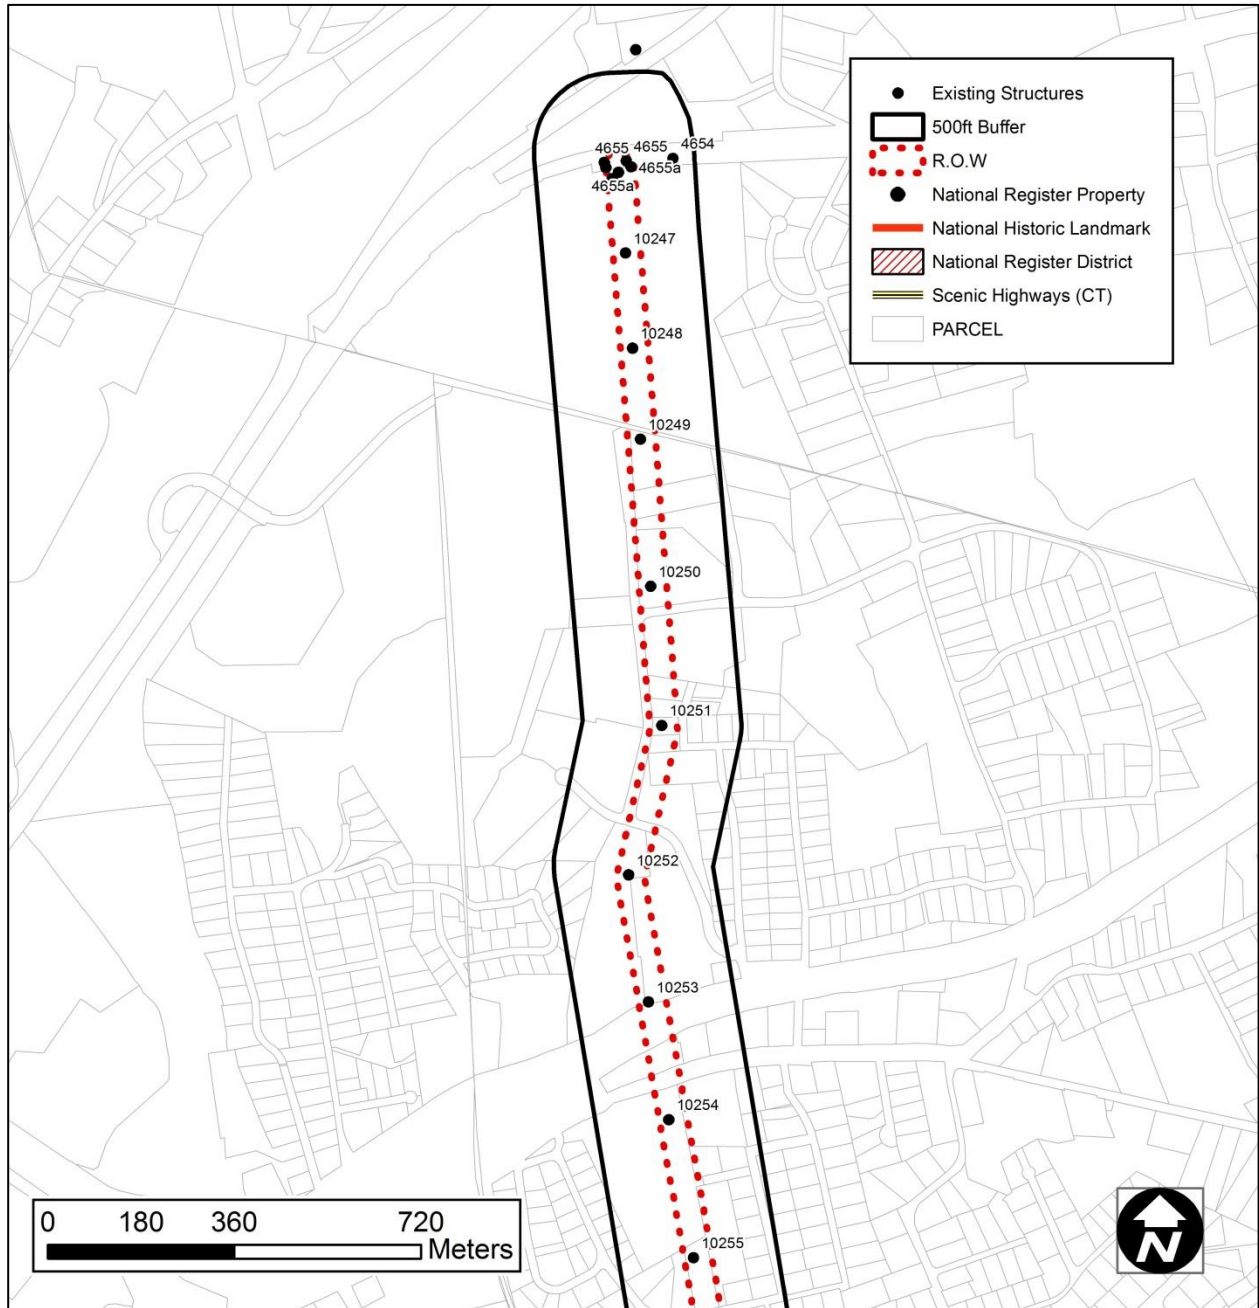 Existing Structures
500ft Buffer
R.O.W
National Register Property
National Historic Landmark
National Register District
Scenic Highways (CT)
PARCEL
4655 4655 4654
4655a
4655a
10247
10248
10249
10250
10251
10252
10253
10254
10255
0 180 360 720
Meters
N